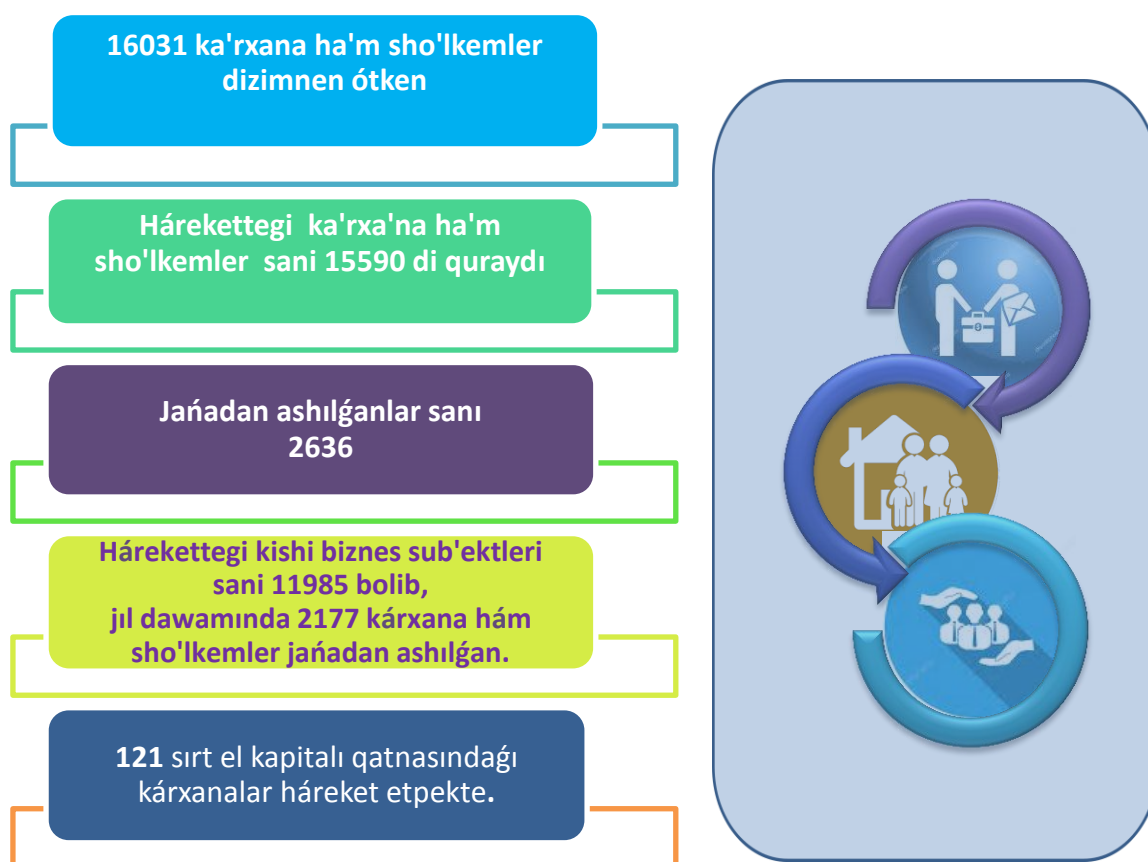 16031 ka'rxana ha'm sho'lkemler
dizimnen ótken
Hárekettegi ka'rxa'na ha'm
sho'lkemler sani 15590 di quraydı
Jańadan ashılǵanlar sanı
2636
Hárekettegi kishi biznes sub'ektleri
sani 11985 bolib,
jıl dawamında 2177 kárxana hám
sho'lkemler jańadan ashılǵan.
121 sırt el kapitalı qatnasındaǵı
kárxanalar háreket etpekte.